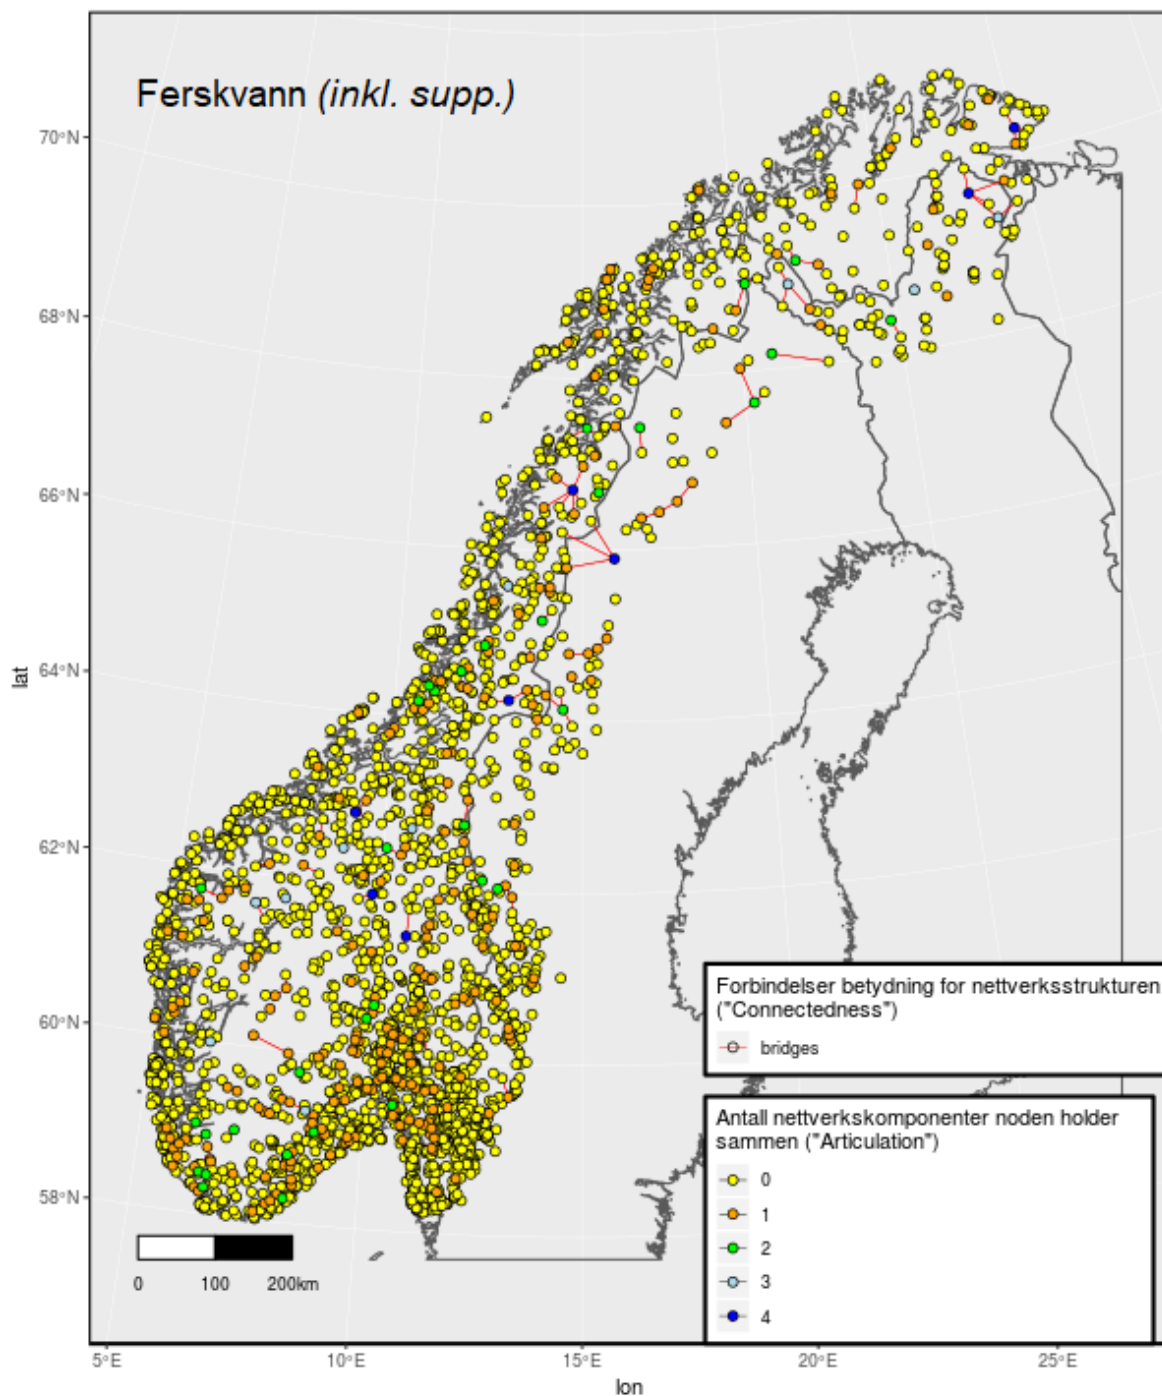 Ferskvann (inkl. supp.)
70°N
68°N
66°N
64°N
62°N
60°N
58°N
lat
Forbindelser betydning for nettverksstrukturen
("Connectedness")
bridges
Antall nettverkskomponenter noden holder
sammen ("Articulation")
0
1
2
3
4
0 100 200km
5°E 10°E 15°E 20°E 25°E
lon